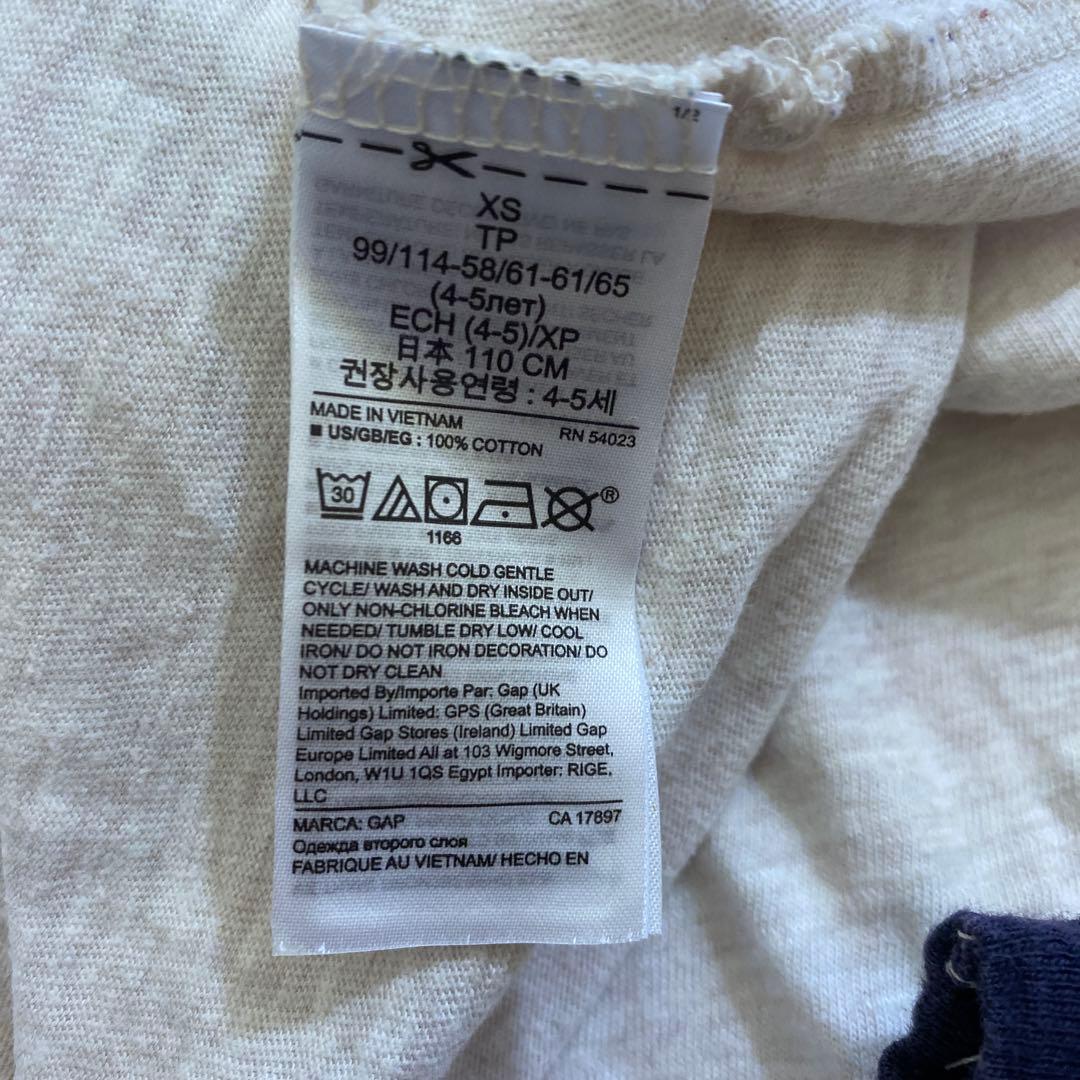 1/2
XS
TP
99/114-58/61-61/65
(4-5лет)
ECH (4-5)/XP
日本 110 CM
권장사용연령 : 4-5세
MADE IN VIETNAM
RN 54023
■ US/GB/EG : 100% COTTON
30
®
1166
MACHINE WASH COLD GENTLE
CYCLE/ WASH AND DRY INSIDE OUT/
ONLY NON-CHLORINE BLEACH WHEN
NEEDED/ TUMBLE DRY LOW/ COOL
IRON/ DO NOT IRON DECORATION/ DO
NOT DRY CLEAN
Imported By/Importe Par: Gap (UK
Holdings) Limited: GPS (Great Britain)
Limited Gap Stores (Ireland) Limited Gap
Europe Limited All at 103 Wigmore Street,
London, W1U 1QS Egypt Importer: RIGE,
LLC
MARCA: GAP
CA 17897
Одежда второго слоя
FABRIQUE AU VIETNAM/ HECHO EN